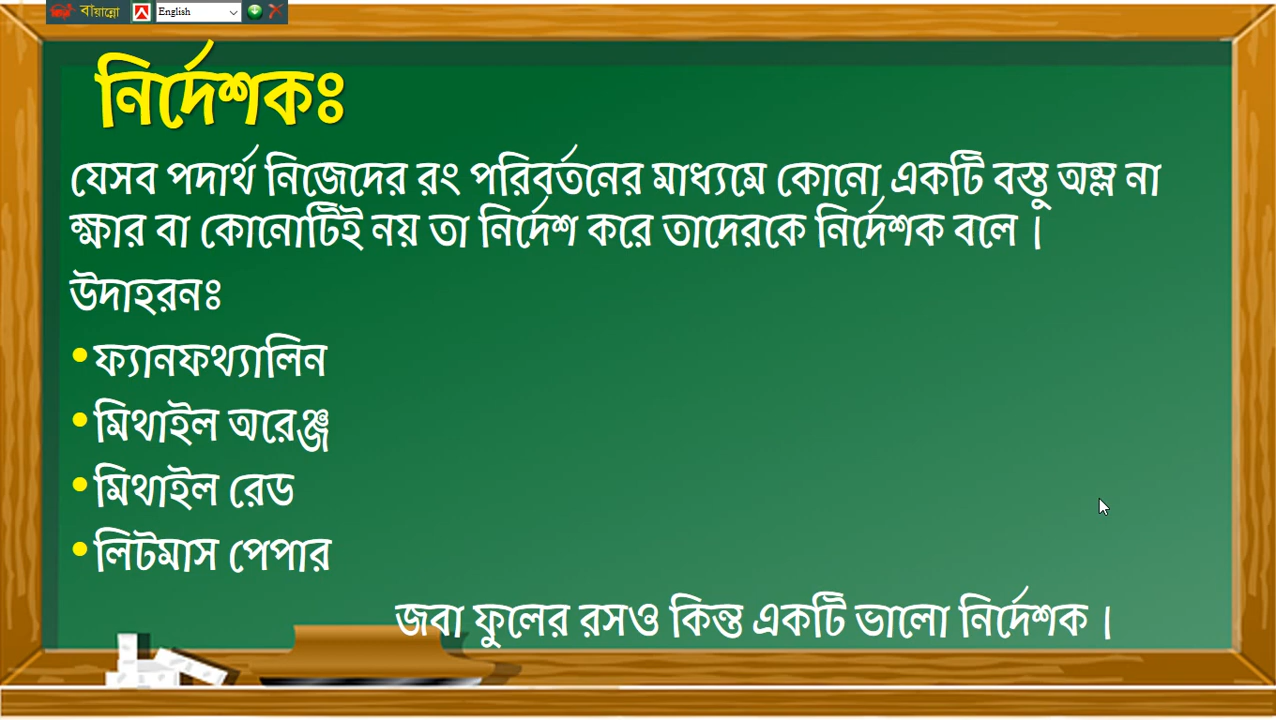 বায়ান্নো English
নির্দেশকঃ
যেসব পদার্থ নিজেদের রং পরিবর্তনের মাধ্যমে কোনো একটি বস্তু অম্ল না
ক্ষার বা কোনোটিই নয় তা নির্দেশ করে তাদেরকে নির্দেশক বলে।
উদাহরনঃ
•ফ্যানফথ্যালিন
•মিথাইল অরেঞ্জ
•মিথাইল রেড
•লিটমাস পেপার
জবা ফুলের রসও কিন্ত একটি ভালো নির্দেশক।